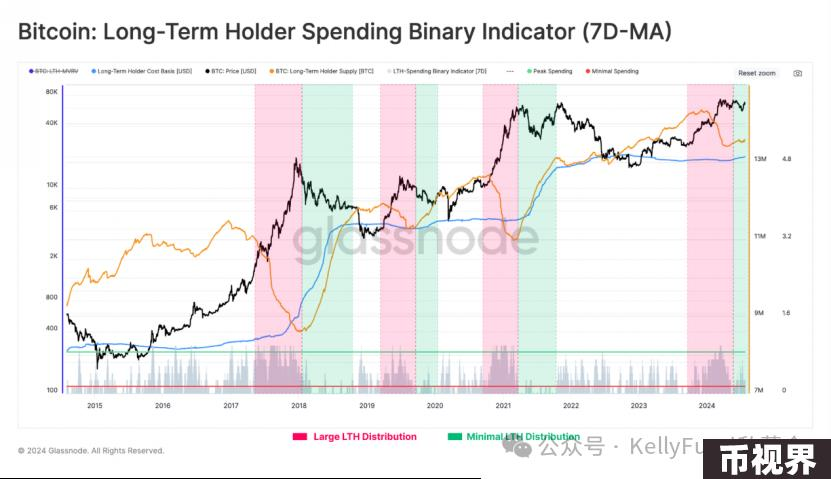 Bitcoin: Long-Term Holder Spending Binary Indicator (7D-MA)
BTC: LTH-MVRV Long-Term Holder Cost Basis [USD] BTC: Price [USD] BTC: Long-Term Holder Supply [BTC] LTH-Spending Binary Indicator [7D] Peak Spending Minimal Spending Reset zoom
80K
40K
13M 4.8
10K
6K
11M 3.2
2K
800
9M 1.6
400
100 7M 0
glassnode
2015 2016 2017 2018 2019 2020 2021 2022 2023 2024
Large LTH Distribution Minimal LTH Distribution
公众号 · KellyFu
© 2024 Glassnode. All Rights Reserved.
币视界